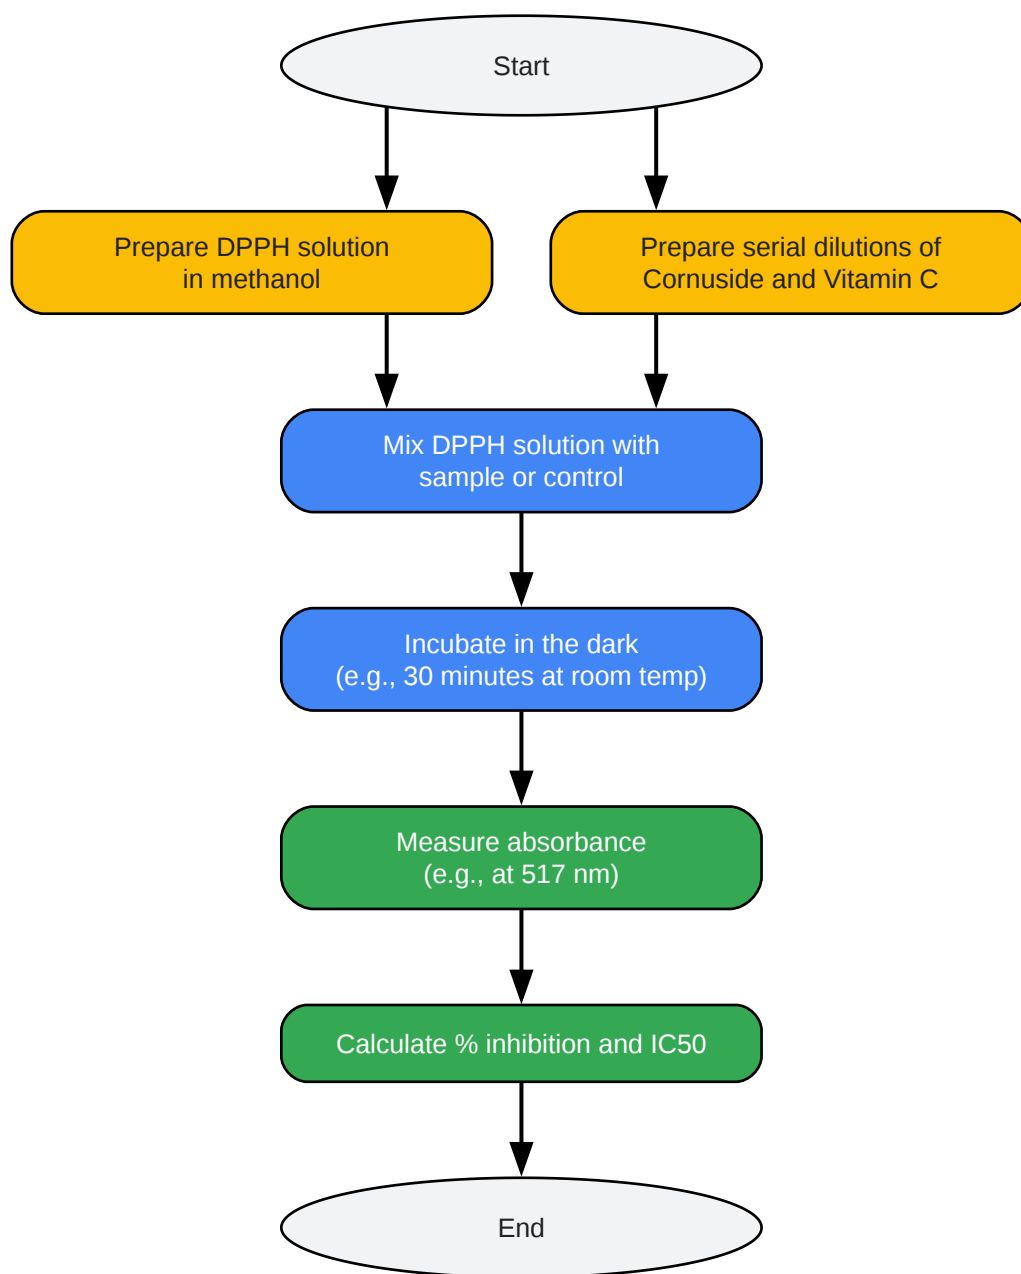 Start
Prepare DPPH solution
in methanol
Prepare serial dilutions of
Cornuside and Vitamin C
Mix DPPH solution with
sample or control
Incubate in the dark
(e.g., 30 minutes at room temp)
Measure absorbance
(e.g., at 517 nm)
Calculate % inhibition and IC50
End